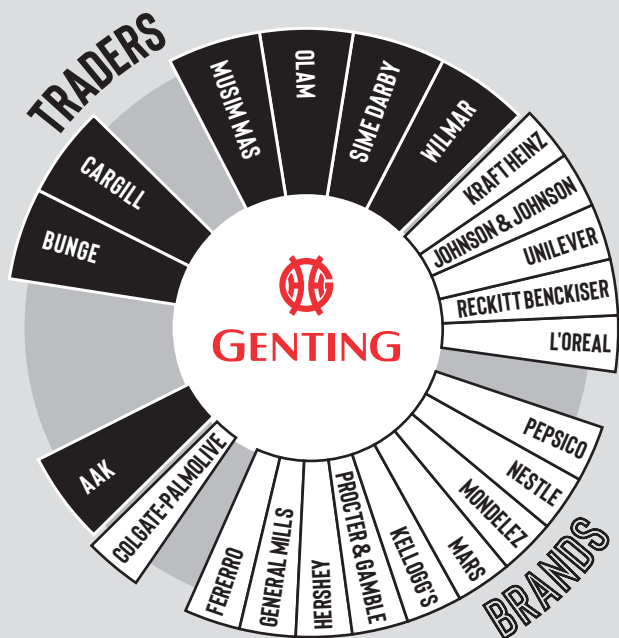 TRADERS
AAK
BUNGE
CARGILL
MUSIM MAS
OLAM
SIME DARBY
WILMAR
KRAFT HEINZ
JOHNSON & JOHNSON
UNILEVER
RECKITT BENCKISER
L'OREAL
PEPSICO
NESTLE
MONDELEZ
MARS
KELLOGG'S
PROCTER & GAMBLE
HERSHEY
GENERAL MILLS
FERERRO
COLGATE-PALMOLIVE
BRANDS
GENTING